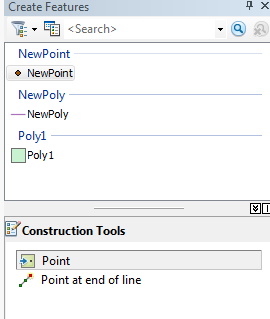 Create Features
<Search>
NewPoint
NewPoint
NewPoly
NewPoly
Poly1
Poly1
Construction Tools
Point
Point at end of line